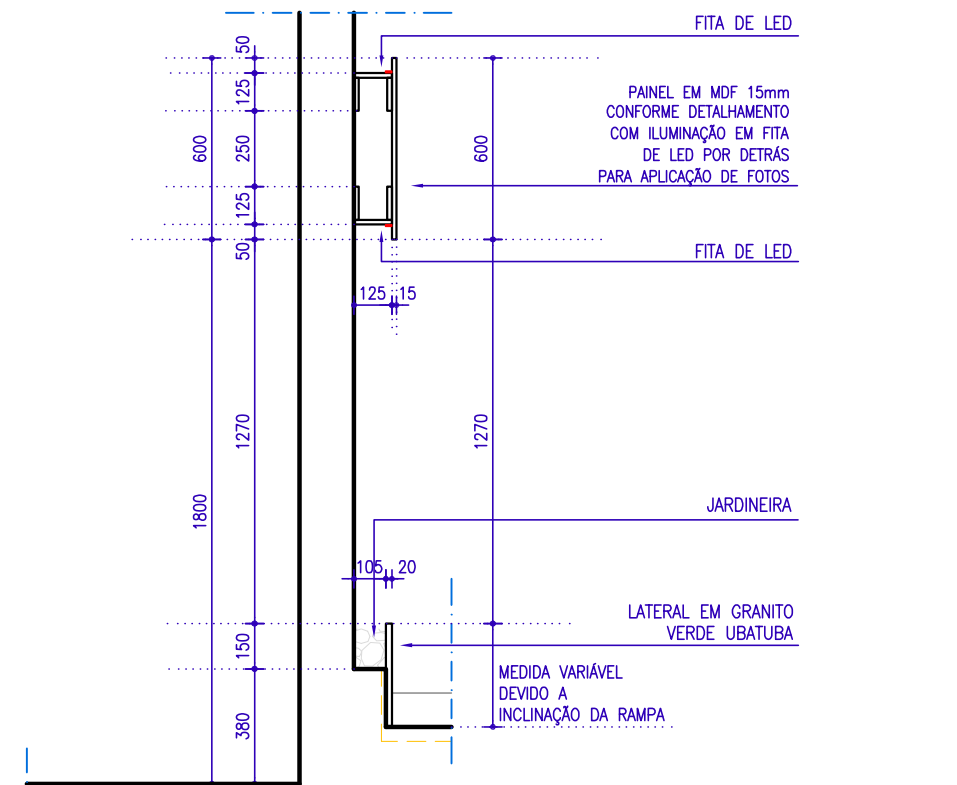 FITA DE LED
50
125
PAINEL EM MDF 15mm
CONFORME DETALHAMENTO
COM ILUMINAÇÃO EM FITA
DE LED POR DETRÁS
PARA APLICAÇÃO DE FOTOS
600
250
600
125
50
FITA DE LED
125 15
1270
1270
1800
JARDINEIRA
105 20
LATERAL EM GRANITO
VERDE UBATUBA
150
MEDIDA VARIÁVEL
DEVIDO A
INCLINAÇÃO DA RAMPA
380